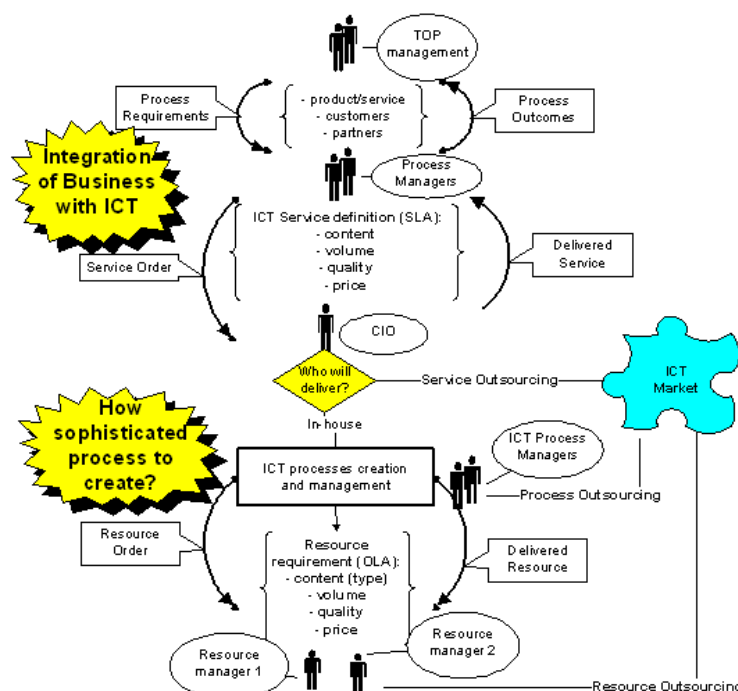 TOP
management
Process
Requirements
- product/service
- customers
- partners
Process
Outcomes
Integration
of Business
with ICT
Process
Managers
ICT Service definition (SLA):
- content
- volume
- quality
- price
Service Order
Delivered
Service
CIO
Who will
deliver?
Service Outsourcing
ICT
Market
In-house
How
sophisticated
process to
create?
ICT processes creation
and management
ICT Process
Managers
Process Outsourcing
Resource
Order
Resource
requirement (OLA):
- content (type)
- volume
- quality
- price
Delivered
Resource
Resource
manager 1
Resource
manager 2
Resource Outsourcing